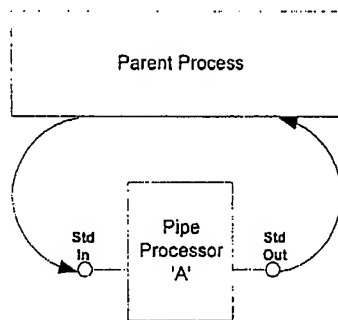 Parent Process
Std
In
Pipe
Processor
'A'
Std
Out